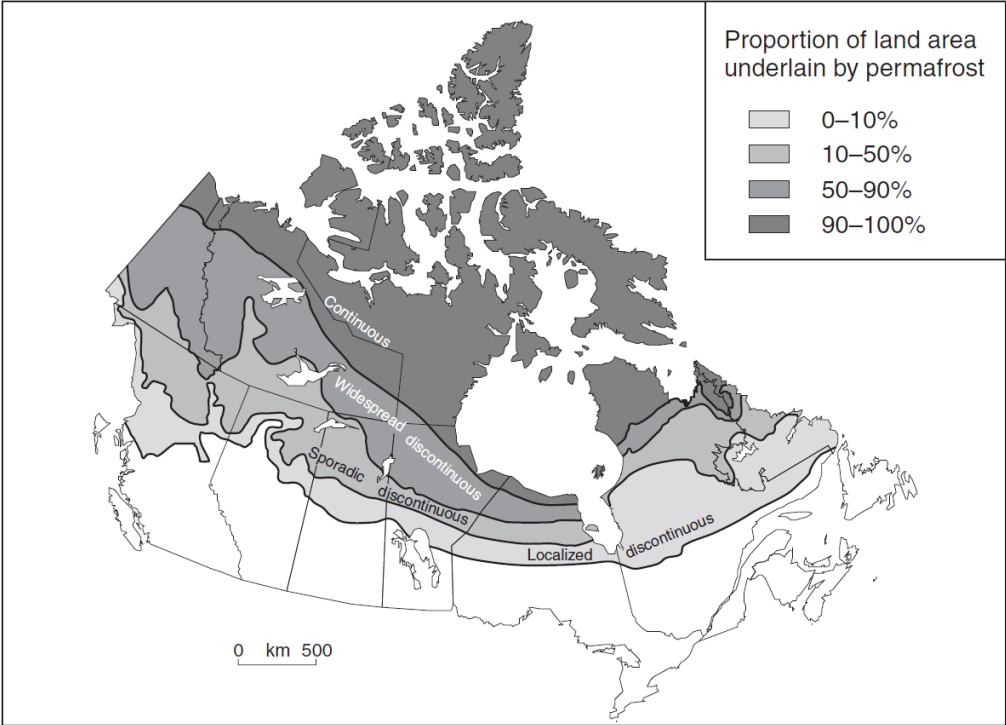 Proportion of land area
underlain by permafrost
0–10%
10–50%
50–90%
90–100%
Continuous
Widespread discontinuous
Sporadic discontinuous
Localized discontinuous
0 km 500